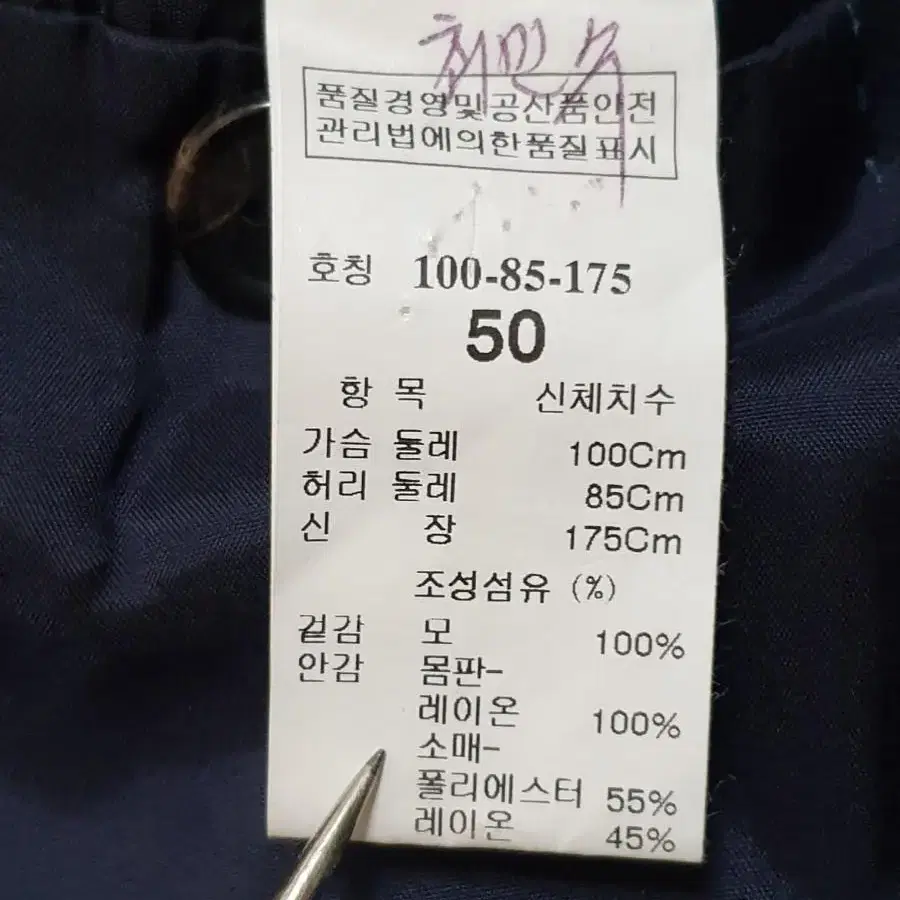 최민수
품질경영및공산품안전
관리법에의한품질표시
호칭 100-85-175
50
항 목 신체치수
가슴 둘레 100Cm
허리 둘레 85Cm
신 장 175Cm
조성섬유 (%)
겉감 모 100%
안감 몸판-
레이온 100%
소매-
폴리에스터 55%
레이온 45%